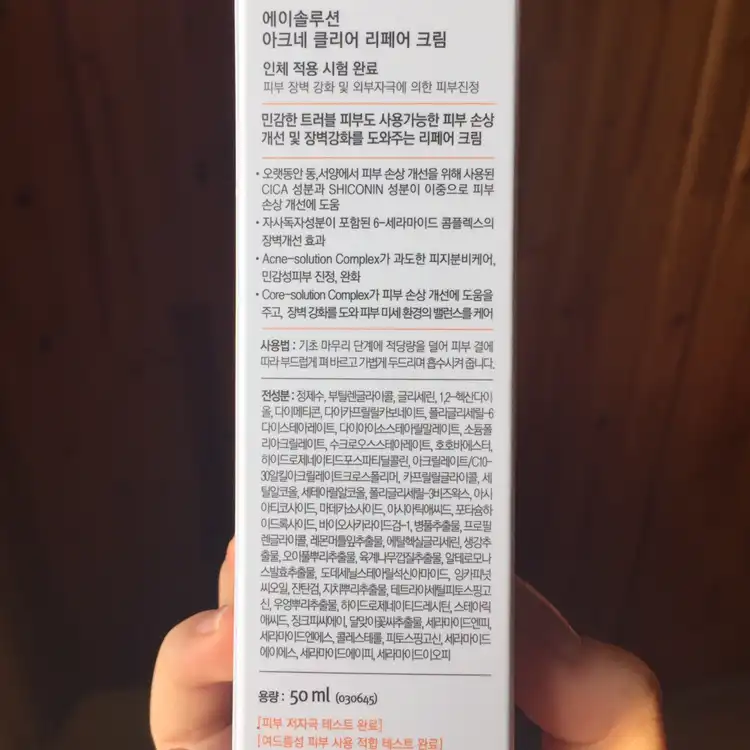 에이솔루션
아크네 클리어 리페어 크림
인체 적용 시험 완료
피부 장벽 강화 및 외부자극에 의한 피부진정
민감한 트러블 피부도 사용가능한 피부 손상
개선 및 장벽강화를 도와주는 리페어 크림
• 오랫동안 동,서양에서 피부 손상 개선을 위해 사용된
CICA 성분과 SHICONIN 성분이 이중으로 피부
손상 개선에 도움
• 자사독자성분이 포함된 6-세라마이드 콤플렉스의
장벽개선 효과
• Acne-solution Complex가 과도한 피지분비케어,
민감성피부 진정, 완화
• Core-solution Complex가 피부 손상 개선에 도움을
주고, 장벽 강화를 도와 피부 미세 환경의 밸런스를 케어
사용법 : 기초 마무리 단계에 적당량을 덜어 피부 결에
따라 부드럽게 펴 바르고 가볍게 두드리며 흡수시켜 줍니다.
전성분 : 정제수, 부틸렌글라이콜, 글리세린, 1,2-헥산다이
올, 다이메티콘, 다이카프릴릴카보네이트, 폴리글리세릴-6
다이스테아레이트, 다이아이소스테아릴말레이트, 소듐폴
리아크릴레이트, 수크로오스스테아레이트, 호호바에스터,
하이드로제네이티드포스파티딜콜린, 아크릴레이트/C10-
30알킬아크릴레이트크로스폴리머, 카프릴릴글라이콜, 세
틸알코올, 세테아릴알코올, 폴리글리세릴-3비즈왁스, 아시
아티코사이드, 마데카소사이드, 아시아틱애씨드, 포타슘하
이드록사이드, 바이오사카라이드검-1, 병풀추출물, 프로필
렌글라이콜, 레몬머틀잎추출물, 에틸헥실글리세린, 생강추
출물, 오이풀뿌리추출물, 육계나무껍질추출물, 알테로모나
스발효추출물, 도데세닐스테아릴석신아마이드, 잉카피넛
씨오일, 잔탄검, 지치뿌리추출물, 테트라아세틸피토스핑고
신, 우엉뿌리추출물, 하이드로제네이티드레시틴, 스테아릭
애씨드, 징크피씨에이, 달맞이꽃씨추출물, 세라마이드엔피,
세라마이드엔에스, 콜레스테롤, 피토스핑고신, 세라마이드
에이에스, 세라마이드에이피, 세라마이드이오피
용량 : 50 ml (030645)
[피부 저자극 테스트 완료]
[여드름성 피부 사용 적합 테스트 완료]